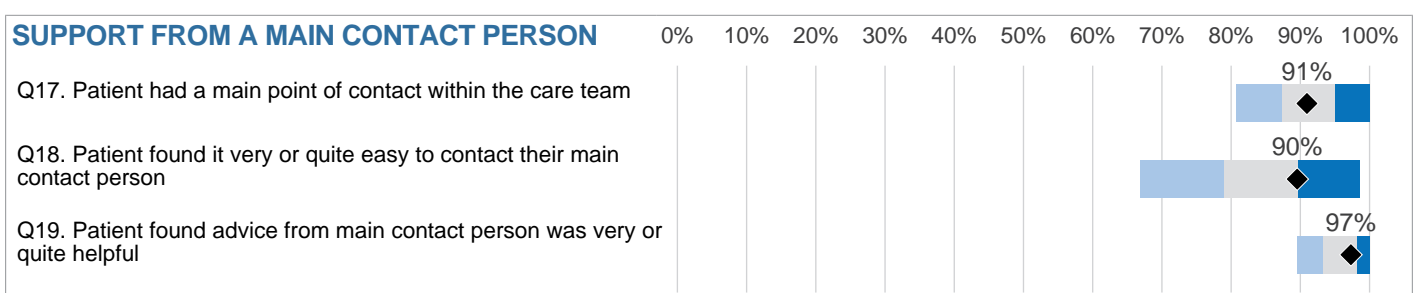 SUPPORT FROM A MAIN CONTACT PERSON 0% 10% 20% 30% 40% 50% 60% 70% 80% 90% 100%
91%
Q17. Patient had a main point of contact within the care team
90%
Q18. Patient found it very or quite easy to contact their main
contact person
97%
Q19. Patient found advice from main contact person was very or
quite helpful